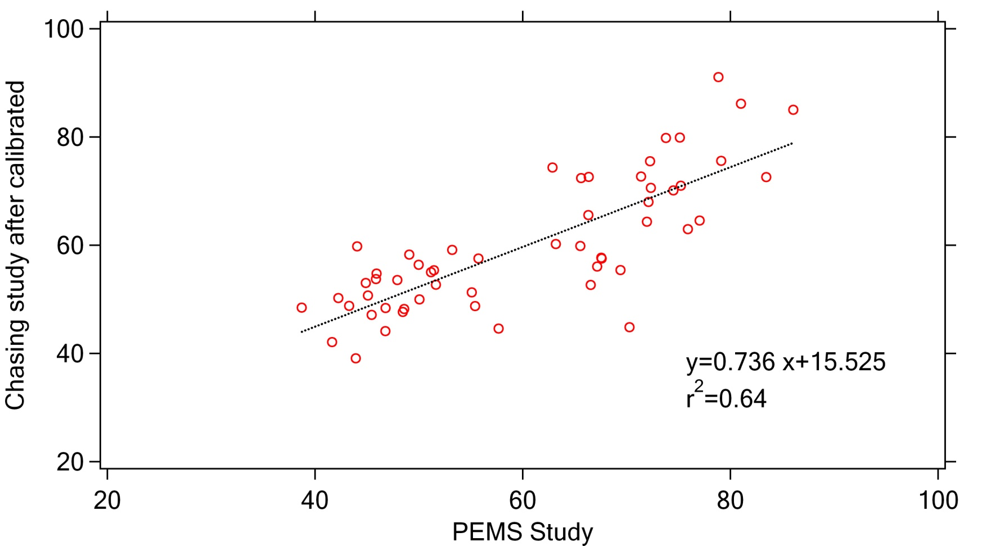 Chasing study after calibrated
100
80
60
40
20
y=0.736 x+15.525
r²=0.64
20 40 60 80 100
PEMS Study